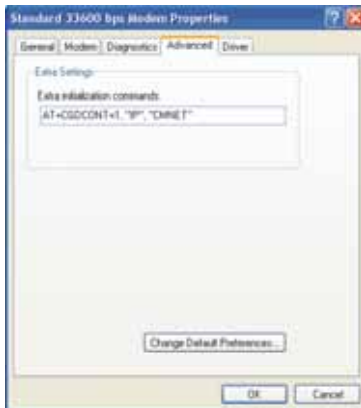 Standard 33600 bps Modem Properties
General Modem Diagnostics Advanced Driver
Extra Settings
Extra initialization commands:
AT+CGDCONT=1, "IP", "CMNET"
Change Default Preferences...
OK Cancel